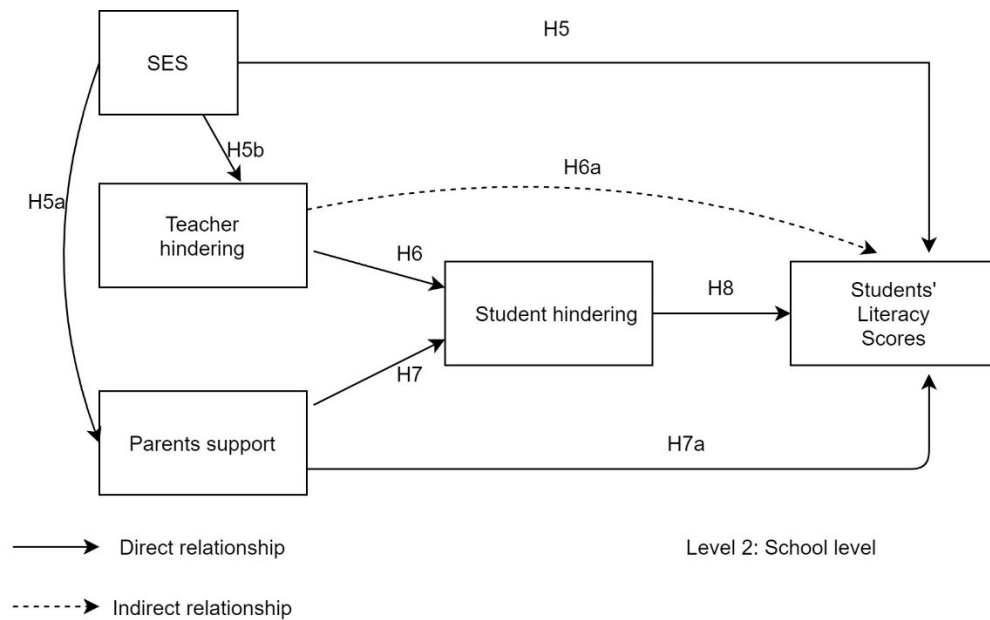 H5
SES
H5b
H6a
H5a
Teacher
hindering
H6
H8
Students'
Literacy
Scores
Student hindering
H7
Parents support
H7a
Direct relationship
Level 2: School level
Indirect relationship